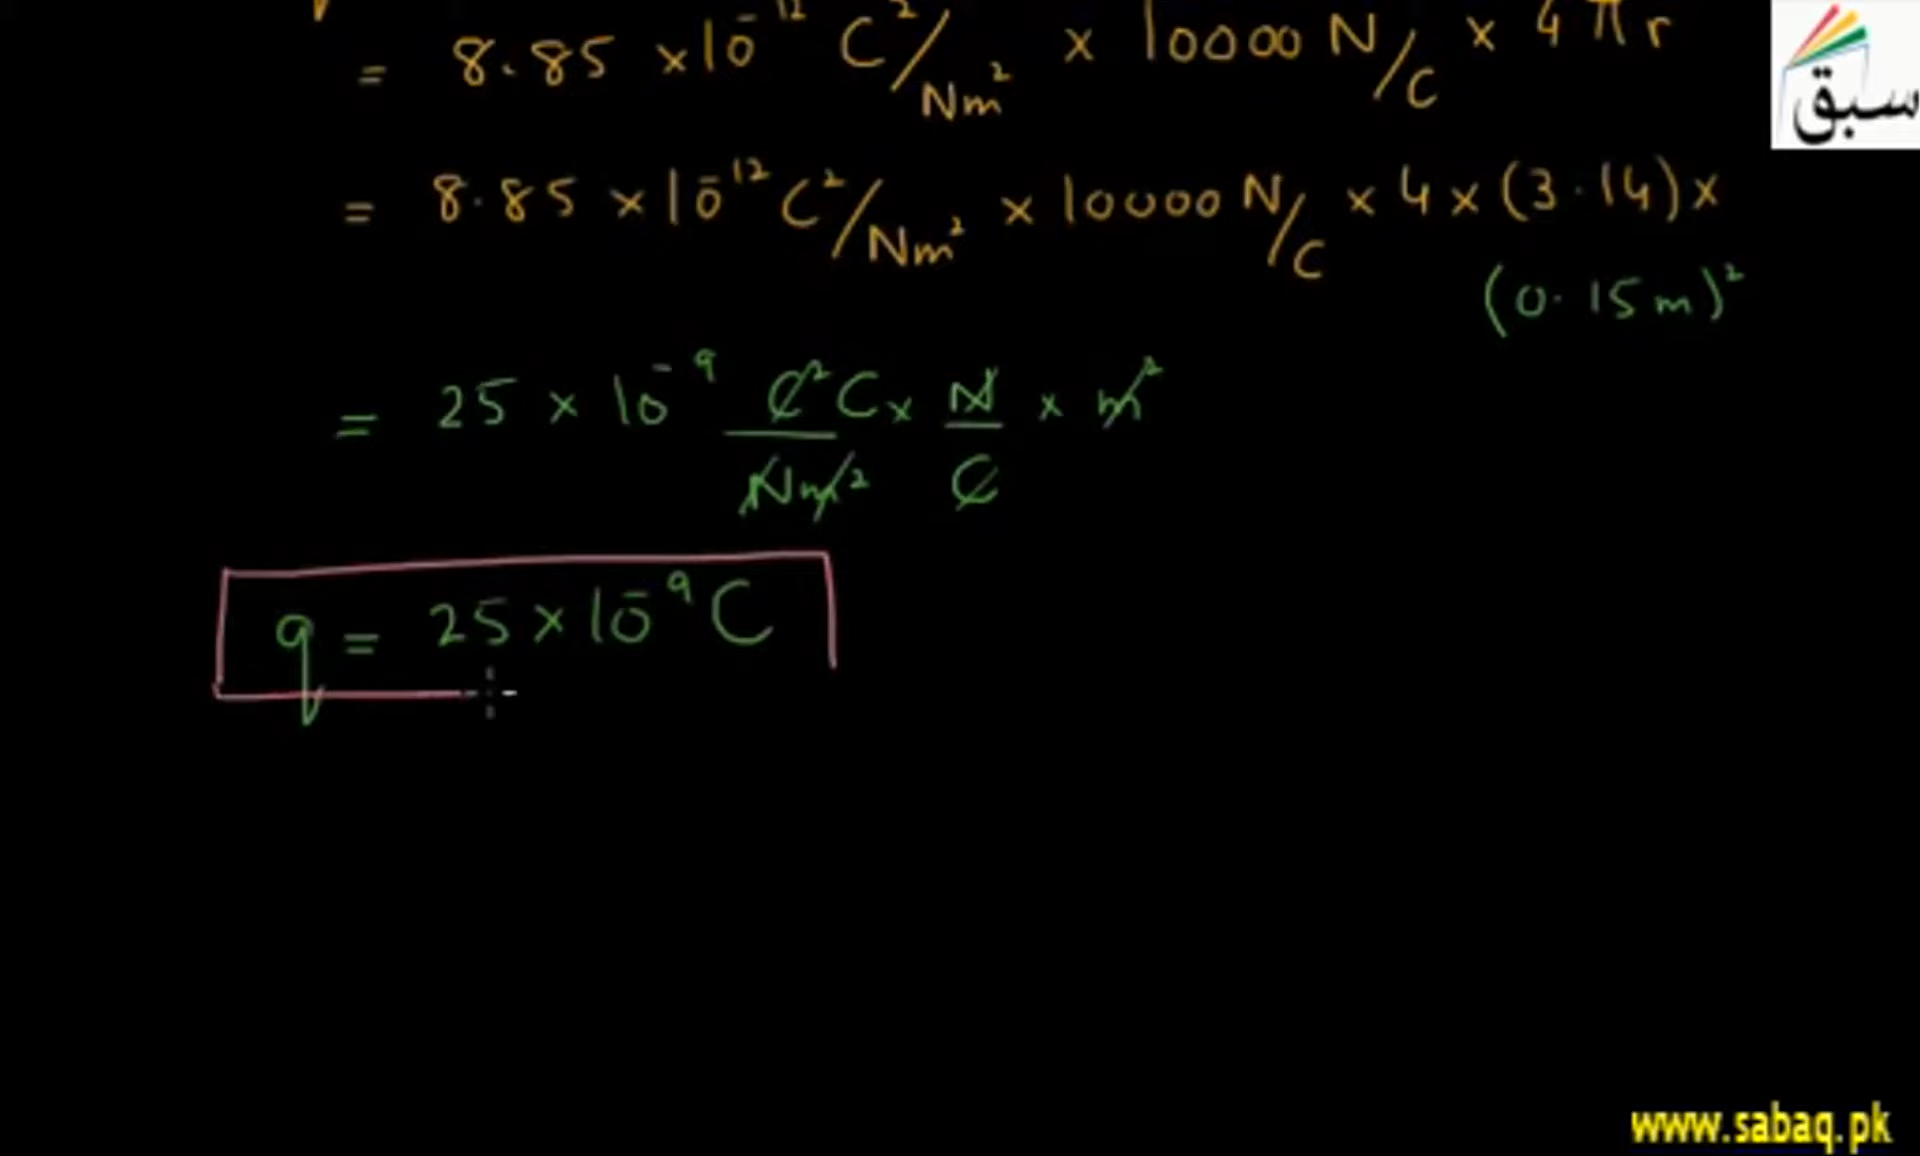 = 8.85 ×10⁻¹² C²/Nm² × 10000 N/C × 4πr
سبق
= 8.85 ×10⁻¹² C²/Nm² × 10000 N/C × 4 × (3.14) ×
(0.15m)²
= 25 × 10⁻⁹ C² C/Nm² × N/C × m²
q = 25 × 10⁻⁹ C
www.sabaq.pk